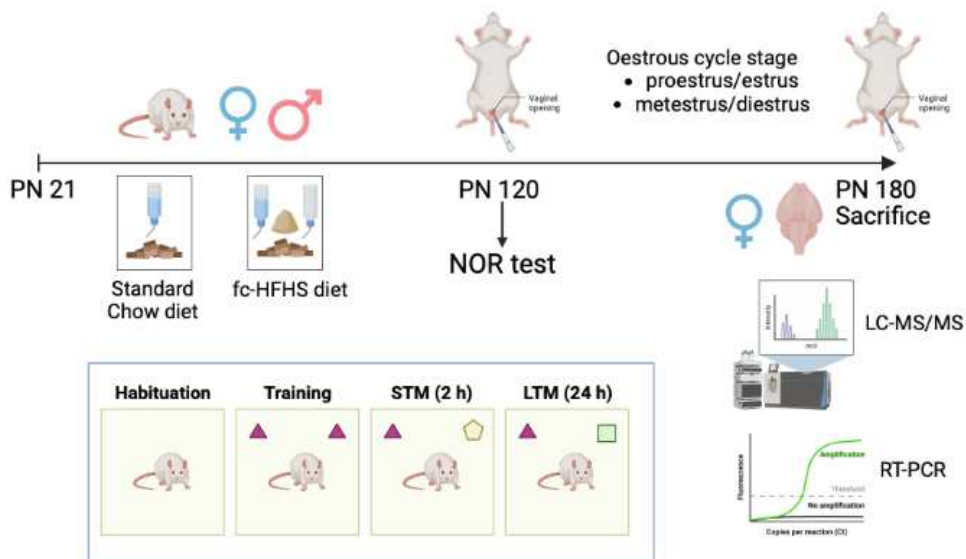 Oestrous cycle stage
• proestrus/estrus
• metestrus/diestrus
Vaginal
opening
Vaginal
opening
PN 21
PN 120
PN 180
Sacrifice
NOR test
Standard
Chow diet
fc-HFHS diet
LC-MS/MS
Intensity
m/z
Habituation
Training
STM (2 h)
LTM (24 h)
RT-PCR
Fluorescence
Amplification
Threshold
No amplification
Copies per reaction (Ct)